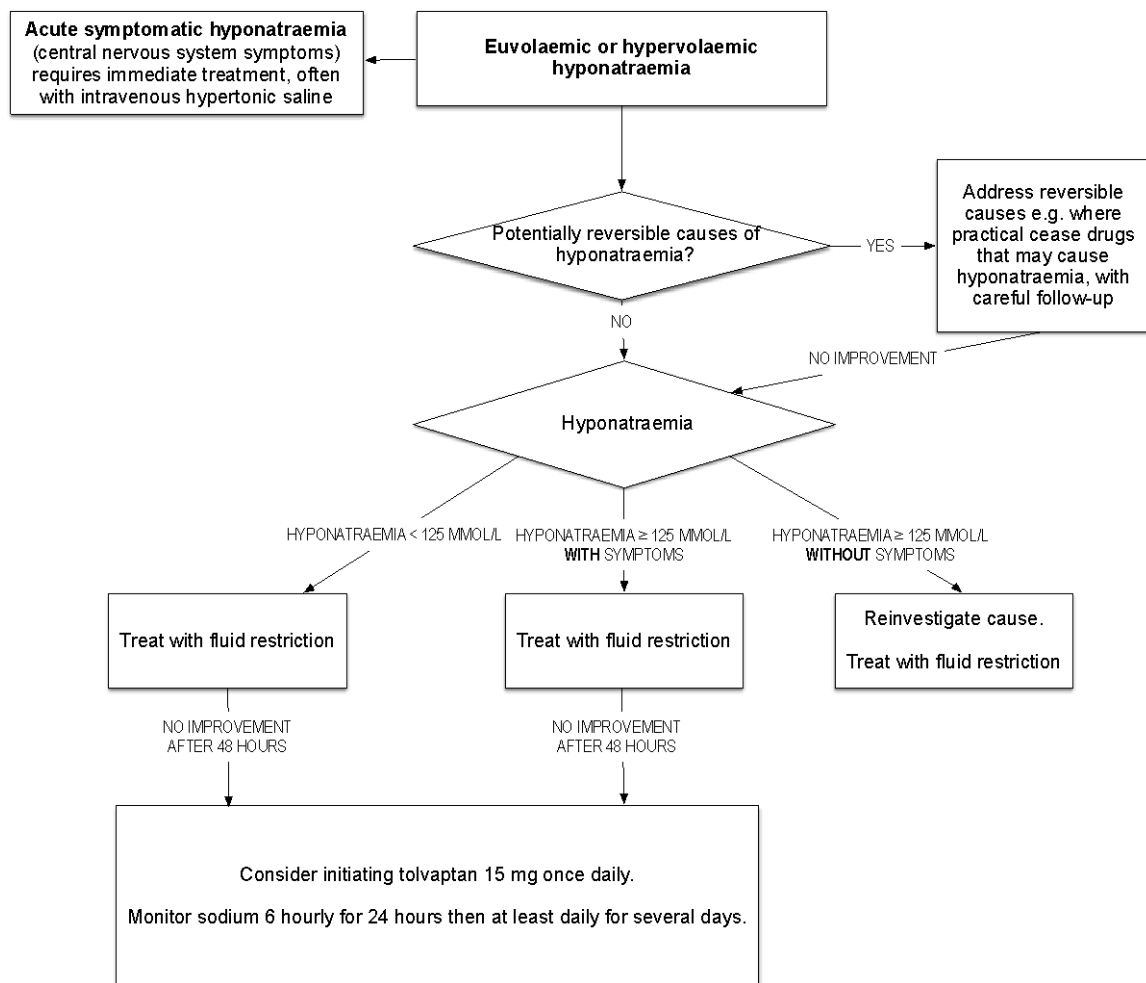 Acute symptomatic hyponatraemia
(central nervous system symptoms)
requires immediate treatment, often
with intravenous hypertonic saline
Euvolaemic or hypervolaemic
hyponatraemia
Potentially reversible causes of
hyponatraemia?
YES
Address reversible
causes e.g. where
practical cease drugs
that may cause
hyponatraemia, with
careful follow-up
NO
NO IMPROVEMENT
Hyponatraemia
HYPONATRAEMIA < 125 MMOL/L
HYPONATRAEMIA ≥ 125 MMOL/L
WITH SYMPTOMS
HYPONATRAEMIA ≥ 125 MMOL/L
WITHOUT SYMPTOMS
Treat with fluid restriction
Treat with fluid restriction
Reinvestigate cause.
Treat with fluid restriction
NO IMPROVEMENT
AFTER 48 HOURS
NO IMPROVEMENT
AFTER 48 HOURS
Consider initiating tolvaptan 15 mg once daily.
Monitor sodium 6 hourly for 24 hours then at least daily for several days.